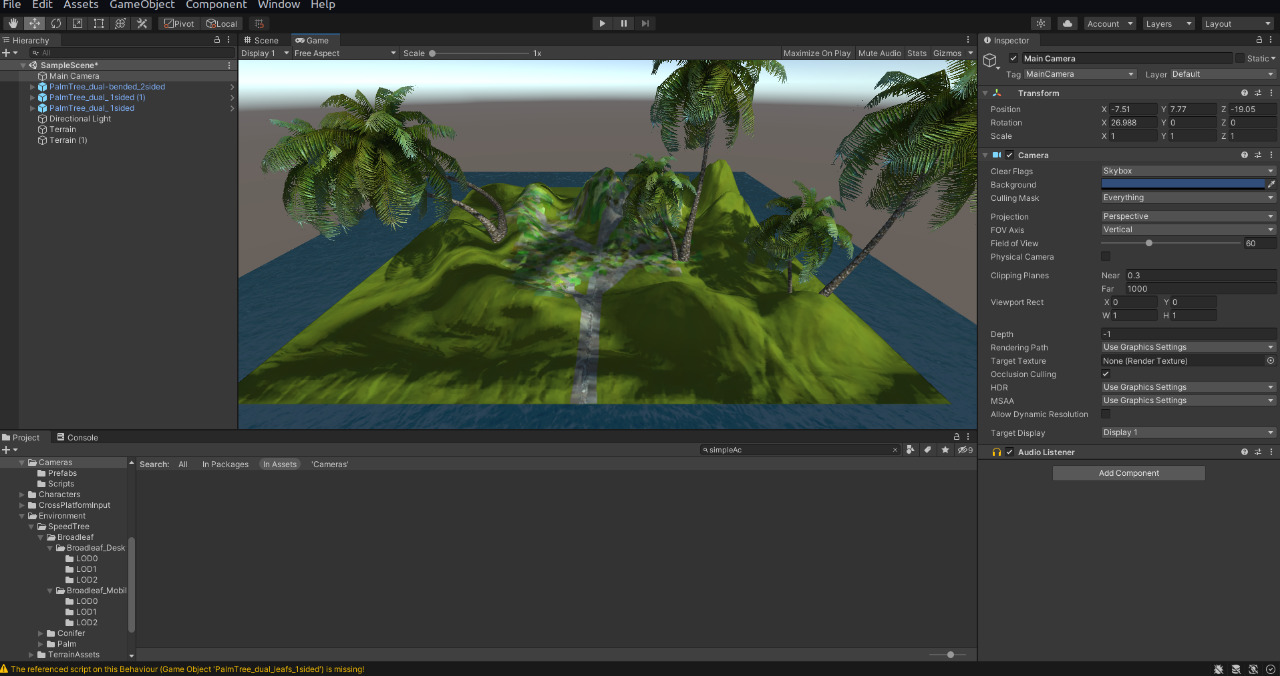 File Edit Assets GameObject Component Window Help
Pivot Local Account Layers Layout
Hierarchy
All
SampleScene*
Main Camera
PalmTree_dual-bended_2sided
PalmTree_dual_1sided (1)
PalmTree_dual_1sided
Directional Light
Terrain
Terrain (1)
Scene Game
Display 1 Free Aspect Scale 1x Maximize On Play Mute Audio Stats Gizmos
Inspector
Main Camera Static
Tag MainCamera Layer Default
Transform
Position X -7.51 Y 7.77 Z -19.05
Rotation X 26.988 Y 0 Z 0
Scale X 1 Y 1 Z 1
Camera
Clear Flags Skybox
Background
Culling Mask Everything
Projection Perspective
FOV Axis Vertical
Field of View 60
Physical Camera
Clipping Planes Near 0.3
Far 1000
Viewport Rect X 0 Y 0
W 1 H 1
Depth -1
Rendering Path Use Graphics Settings
Target Texture None (Render Texture)
Occlusion Culling
HDR Use Graphics Settings
MSAA Use Graphics Settings
Allow Dynamic Resolution
Target Display Display 1
Audio Listener
Add Component
Project Console
simpleAc 9
Search: All In Packages In Assets 'Cameras'
Cameras
Prefabs
Scripts
Characters
CrossPlatformInput
Environment
SpeedTree
Broadleaf
Broadleaf_Desk
LOD0
LOD1
LOD2
Broadleaf_Mobil
LOD0
LOD1
LOD2
Conifer
Palm
TerrainAssets
The referenced script on this Behaviour (Game Object 'PalmTree_dual_leafs_1sided') is missing!